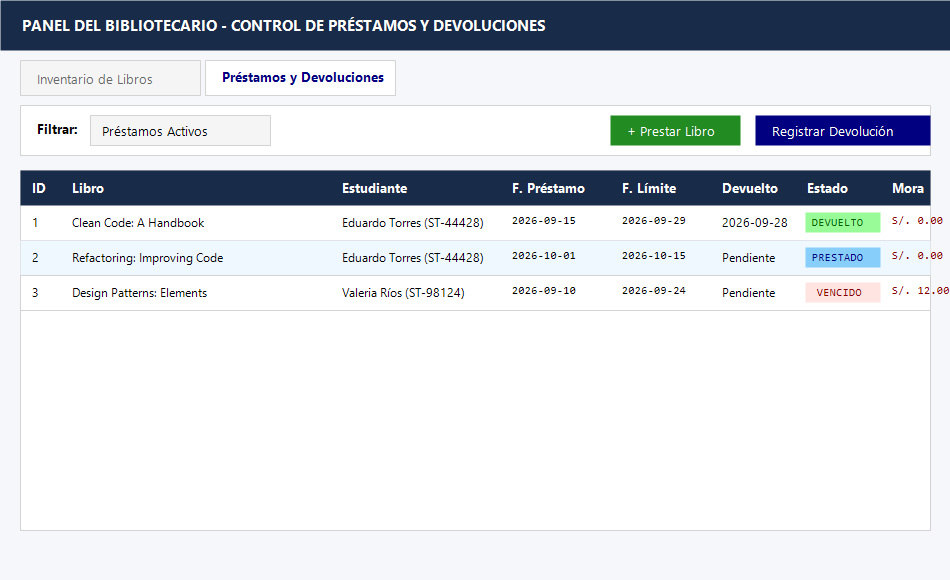 PANEL DEL BIBLIOTECARIO - CONTROL DE PRÉSTAMOS Y DEVOLUCIONES
Inventario de Libros Préstamos y Devoluciones
Filtrar: Préstamos Activos + Prestar Libro Registrar Devolución
ID Libro Estudiante F. Préstamo F. Límite Devuelto Estado Mora
1 Clean Code: A Handbook Eduardo Torres (ST-44428) 2026-09-15 2026-09-29 2026-09-28 DEVUELTO S/. 0.00
2 Refactoring: Improving Code Eduardo Torres (ST-44428) 2026-10-01 2026-10-15 Pendiente PRESTADO S/. 0.00
3 Design Patterns: Elements Valeria Ríos (ST-98124) 2026-09-10 2026-09-24 Pendiente VENCIDO S/. 12.00